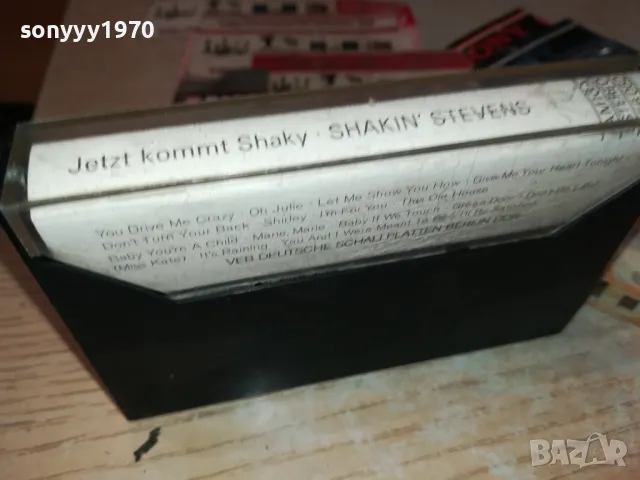 sonyyy1970
Jetzt kommt Shaky · SHAKIN' STEVENS
You Drive Me Crazy · Oh Julie · Let Me Show You How · Give Me Your Heart Tonight
Don't Turn Your Back · Shirley · I'm For You · This Ole House
Baby You're A Child · Marie, Marie · Baby If We Touch
(Miss Kate) · It's Raining · You And I Were Meant To Be
VEB DEUTSCHE SCHALLPLATTEN BERLIN DDR
BAZAR
bg